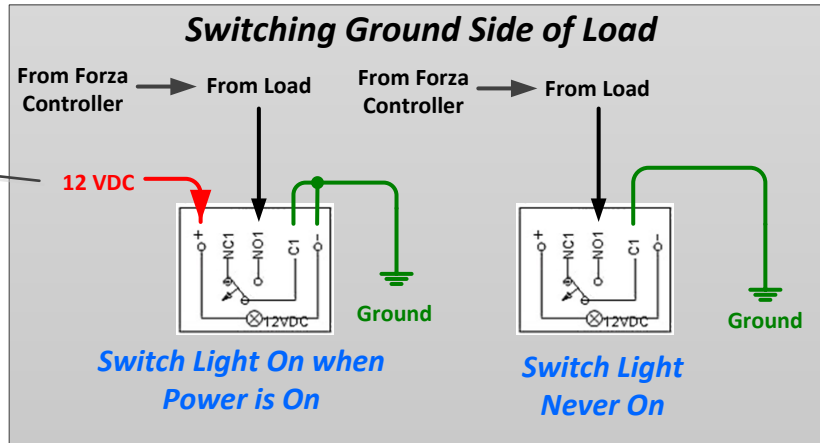 Switching Ground Side of Load
From Forza
Controller
From Load
From Forza
Controller
From Load
12 VDC
+
NC1
NO1
C1
-
12VDC
Ground
+
NC1
NO1
C1
-
12VDC
Ground
Switch Light On when
Power is On
Switch Light
Never On